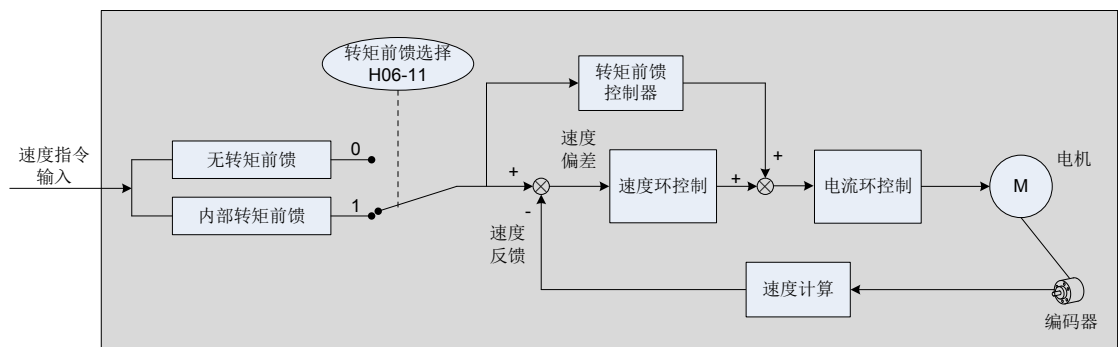 转矩前馈选择
H06-11
转矩前馈
控制器
速度指令
输入
无转矩前馈
0
速度
偏差
+
电机
+
速度环控制
+
电流环控制
M
内部转矩前馈
1
-
速度
反馈
速度计算
编码器